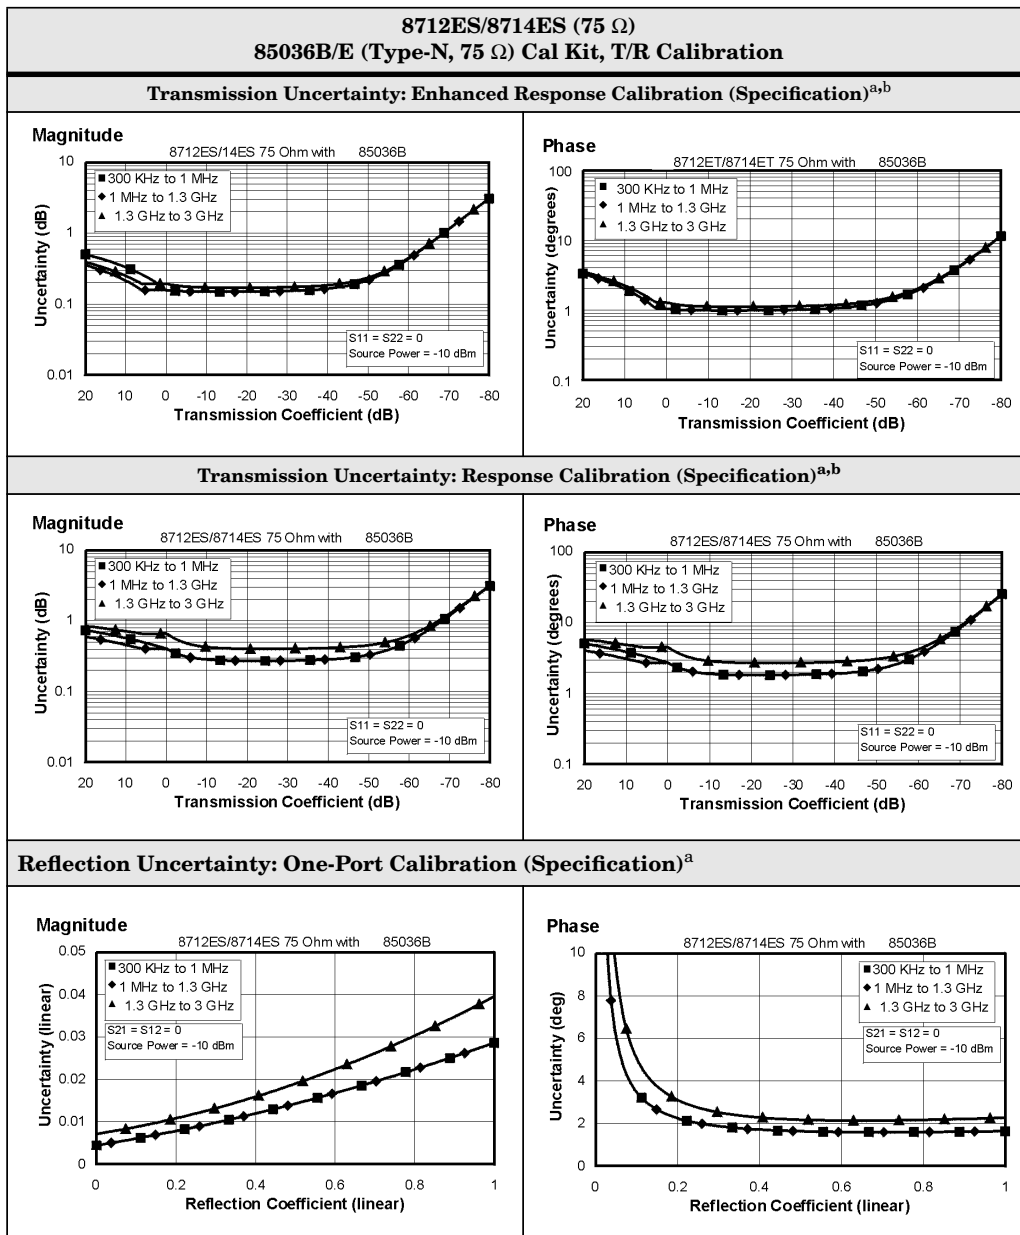 8712ES/8714ES (75 Ω)
85036B/E (Type-N, 75 Ω) Cal Kit, T/R Calibration
Transmission Uncertainty: Enhanced Response Calibration (Specification)a,b
Magnitude
8712ES/14ES 75 Ohm with 85036B
10
1
0.1
0.01
Uncertainty (dB)
300 KHz to 1 MHz
1 MHz to 1.3 GHz
1.3 GHz to 3 GHz
S11 = S22 = 0
Source Power = -10 dBm
20 10 0 -10 -20 -30 -40 -50 -60 -70 -80
Transmission Coefficient (dB)
Phase
8712ET/8714ET 75 Ohm with 85036B
100
10
1
0.1
Uncertainty (degrees)
300 KHz to 1 MHz
1 MHz to 1.3 GHz
1.3 GHz to 3 GHz
S11 = S22 = 0
Source Power = -10 dBm
20 10 0 -10 -20 -30 -40 -50 -60 -70 -80
Transmission Coefficient (dB)
Transmission Uncertainty: Response Calibration (Specification)a,b
Magnitude
8712ES/8714ES 75 Ohm with 85036B
10
1
0.1
0.01
Uncertainty (dB)
300 KHz to 1 MHz
1 MHz to 1.3 GHz
1.3 GHz to 3 GHz
S11 = S22 = 0
Source Power = -10 dBm
20 10 0 -10 -20 -30 -40 -50 -60 -70 -80
Transmission Coefficient (dB)
Phase
8712ES/8714ES 75 Ohm with 85036B
100
10
1
0.1
Uncertainty (degrees)
300 KHz to 1 MHz
1 MHz to 1.3 GHz
1.3 GHz to 3 GHz
S11 = S22 = 0
Source Power = -10 dBm
20 10 0 -10 -20 -30 -40 -50 -60 -70 -80
Transmission Coefficient (dB)
Reflection Uncertainty: One-Port Calibration (Specification)a
Magnitude
8712ES/8714ES 75 Ohm with 85036B
0.05
0.04
0.03
0.02
0.01
0
Uncertainty (linear)
300 KHz to 1 MHz
1 MHz to 1.3 GHz
1.3 GHz to 3 GHz
S21 = S12 = 0
Source Power = -10 dBm
0 0.2 0.4 0.6 0.8 1
Reflection Coefficient (linear)
Phase
8712ES/8714ES 75 Ohm with 85036B
10
8
6
4
2
0
Uncertainty (deg)
300 KHz to 1 MHz
1 MHz to 1.3 GHz
1.3 GHz to 3 GHz
S21 = S12 = 0
Source Power = -10 dBm
0 0.2 0.4 0.6 0.8 1
Reflection Coefficient (linear)